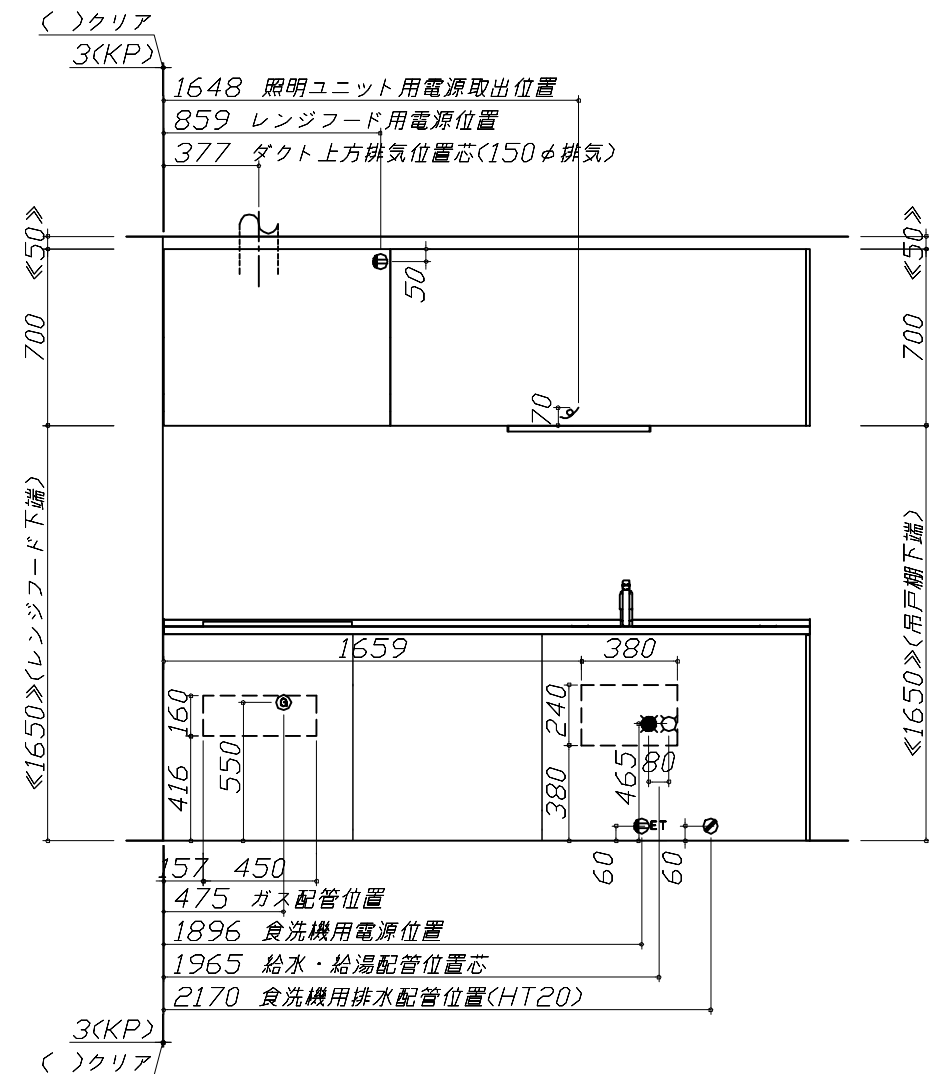 ( )クリア
3(KP)
1648 照明ユニット用電源取出位置
859 レンジフード用電源位置
377 ダクト上方排気位置芯(150φ排気)
≪50≫
≪50≫
50
700
700
70
≪1650≫(レンジフード下端)
≪1650≫(吊戸棚下端)
1659
380
160
G
240
550
416
465
80
380
ET
60
60
157
450
475 ガス配管位置
1896 食洗機用電源位置
1965 給水・給湯配管位置芯
2170 食洗機用排水配管位置(HT20)
3(KP)
( )クリア